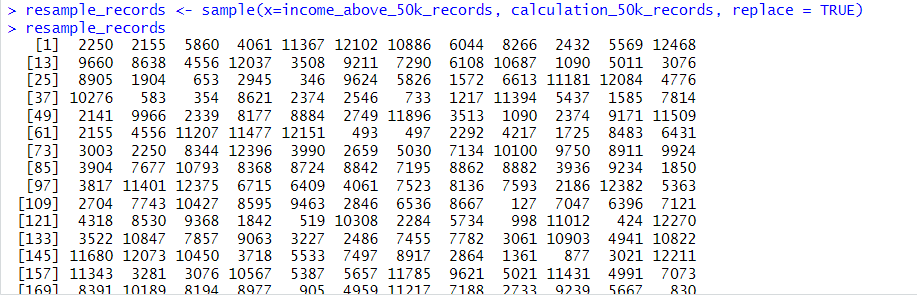 > resample_records <- sample(x=income_above_50k_records, calculation_50k_records, replace = TRUE)
> resample_records
[1] 2250 2155 5860 4061 11367 12102 10886 6044 8266 2432 5569 12468
[13] 9660 8638 4556 12037 3508 9211 7290 6108 10687 1090 5011 3076
[25] 8905 1904 653 2945 346 9624 5826 1572 6613 11181 12084 4776
[37] 10276 583 354 8621 2374 2546 733 1217 11394 5437 1585 7814
[49] 2141 9966 2339 8177 8884 2749 11896 3513 1090 2374 9171 11509
[61] 2155 4556 11207 11477 12151 493 497 2292 4217 1725 8483 6431
[73] 3003 2250 8344 12396 3990 2659 5030 7134 10100 9750 8911 9924
[85] 3904 7677 10793 8368 8724 8842 7195 8862 8882 3936 9234 1850
[97] 3817 11401 12375 6715 6409 4061 7523 8136 7593 2186 12382 5363
[109] 2704 7743 10427 8595 9463 2846 6536 8667 127 7047 6396 7121
[121] 4318 8530 9368 1842 519 10308 2284 5734 998 11012 424 12270
[133] 3522 10847 7857 9063 3227 2486 7455 7782 3061 10903 4941 10822
[145] 11680 12073 10450 3718 5533 7497 8917 2864 1361 877 3021 12211
[157] 11343 3281 3076 10567 5387 5657 11785 9621 5021 11431 4991 7073
[169] 8391 10189 8194 8977 905 4959 11217 7188 2733 9239 5667 830